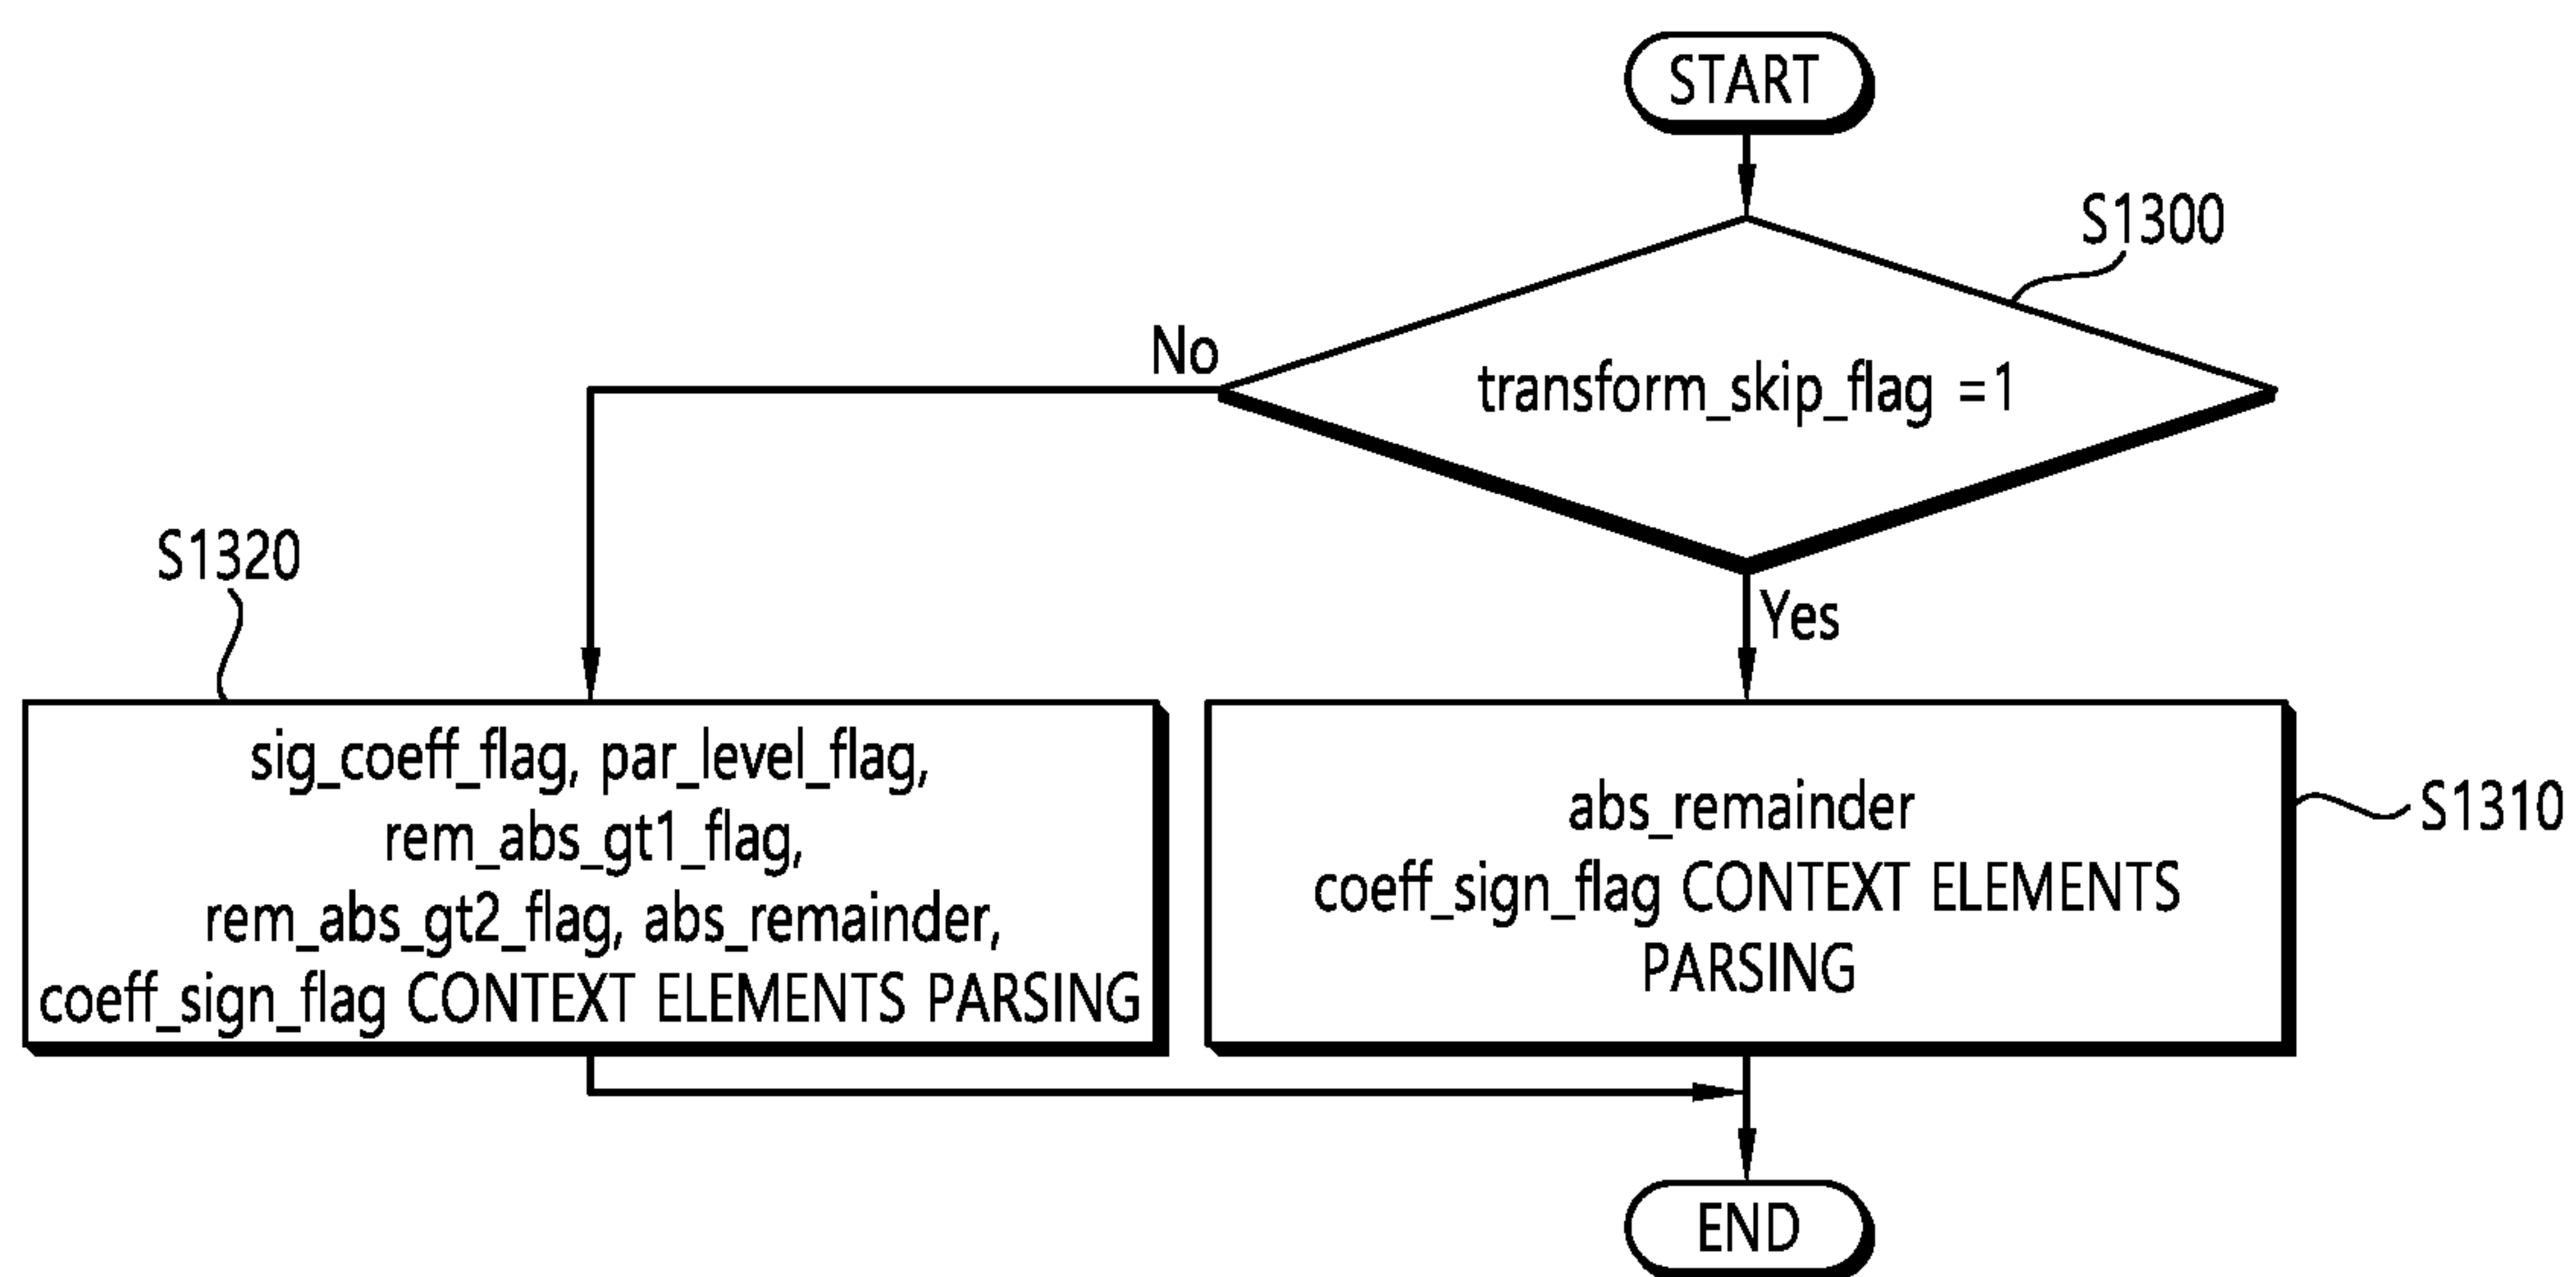 START
S1300
transform_skip_flag =1
No
Yes
S1320
sig_coeff_flag, par_level_flag,
rem_abs_gt1_flag,
rem_abs_gt2_flag, abs_remainder,
coeff_sign_flag CONTEXT ELEMENTS PARSING
abs_remainder
coeff_sign_flag CONTEXT ELEMENTS
PARSING
S1310
END